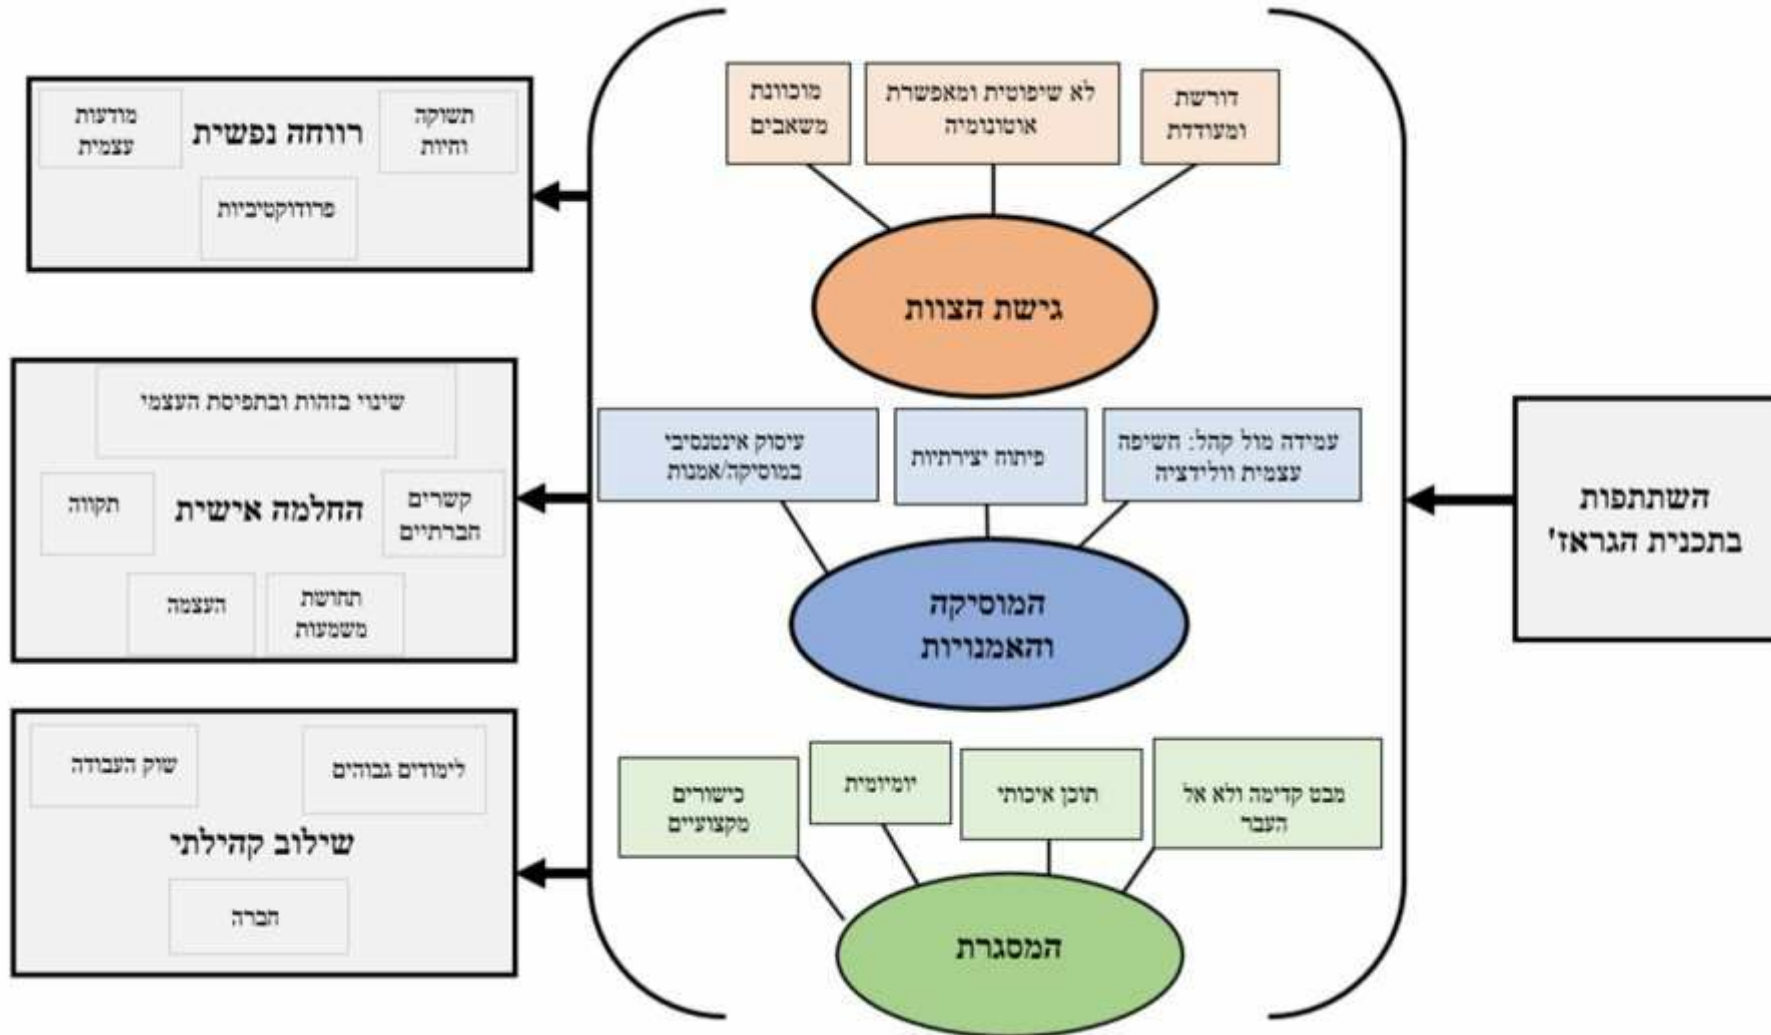 השתתפות
בתכנית הגראז'
דורשת
ומעודדת
לא שיפוטית ומאפשרת
אוטונומיה
מוכוונת
משאבים
גישת הצוות
עמידה מול קהל: חשיפה
עצמית וולידציה
פיתוח יצירתיות
עיסוק אינטנסיבי
במוסיקה/אמנות
המוסיקה
והאמנויות
מבט קדימה ולא אל
העבר
תוכן איכותי
יומיומית
כישורים
מקצועיים
המסגרת
תשוקה
וחיות
רווחה נפשית
מודעות
עצמית
פרודוקטיביות
שינוי בזהות ובתפיסת העצמי
קשרים
חברתיים
החלמה אישית
תקווה
תחושת
משמעות
העצמה
לימודים גבוהים
שוק העבודה
שילוב קהילתי
חברה